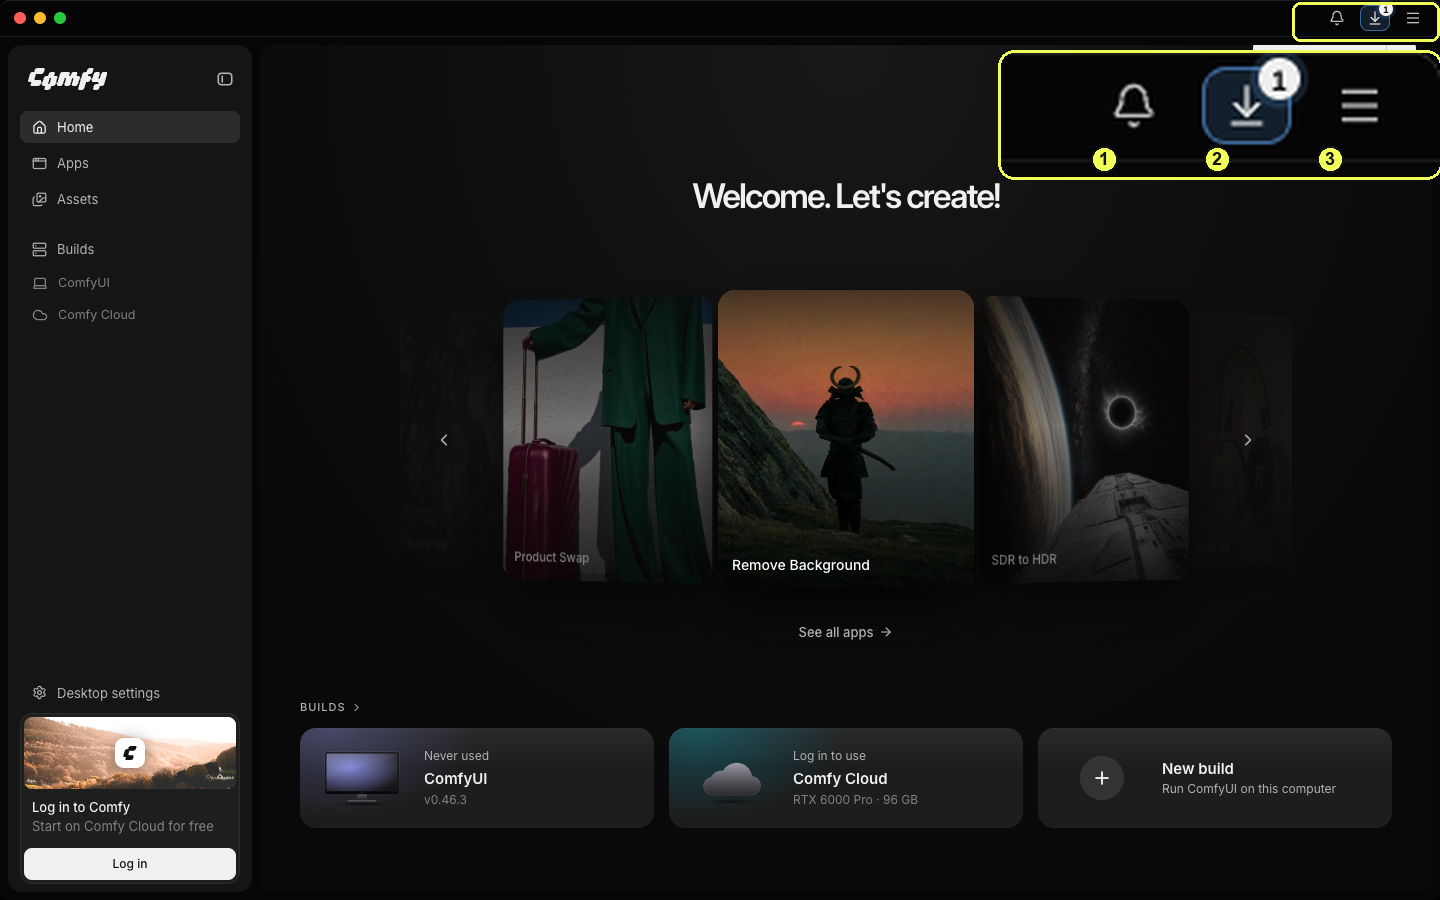 1
1
1 2 3
Comfy
Home
Apps
Assets
Builds
ComfyUI
Comfy Cloud
Welcome. Let's create!
Product Swap
Remove Background
SDR to HDR
See all apps
BUILDS
Never used
ComfyUI
v0.46.3
Log in to use
Comfy Cloud
RTX 6000 Pro · 96 GB
New build
Run ComfyUI on this computer
Desktop settings
Log in to Comfy
Start on Comfy Cloud for free
Log in